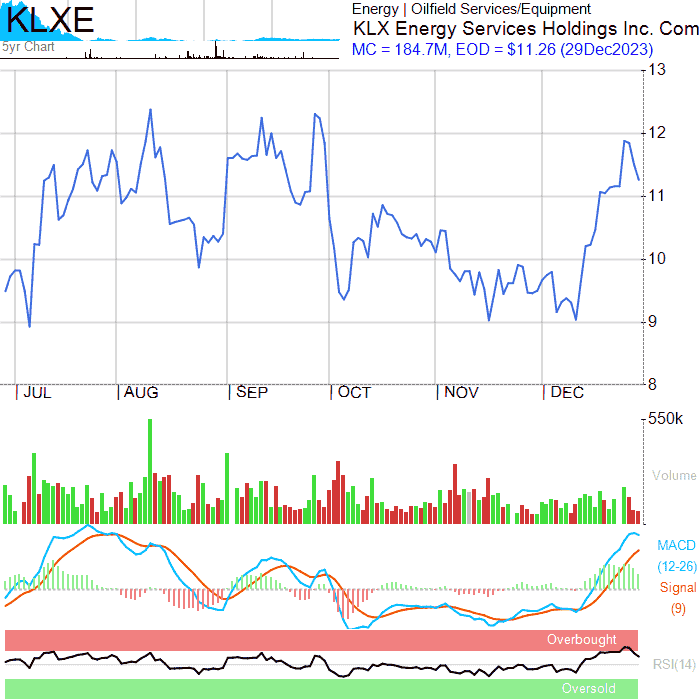 KLXE
5yr Chart
Energy | Oilfield Services/Equipment
KLX Energy Services Holdings Inc. Com
MC = 184.7M, EOD = $11.26 (29Dec2023)
13
12
11
10
9
8
JUL AUG SEP OCT NOV DEC
550k
Volume
MACD
(12-26)
Signal
(9)
Overbought
RSI(14)
Oversold